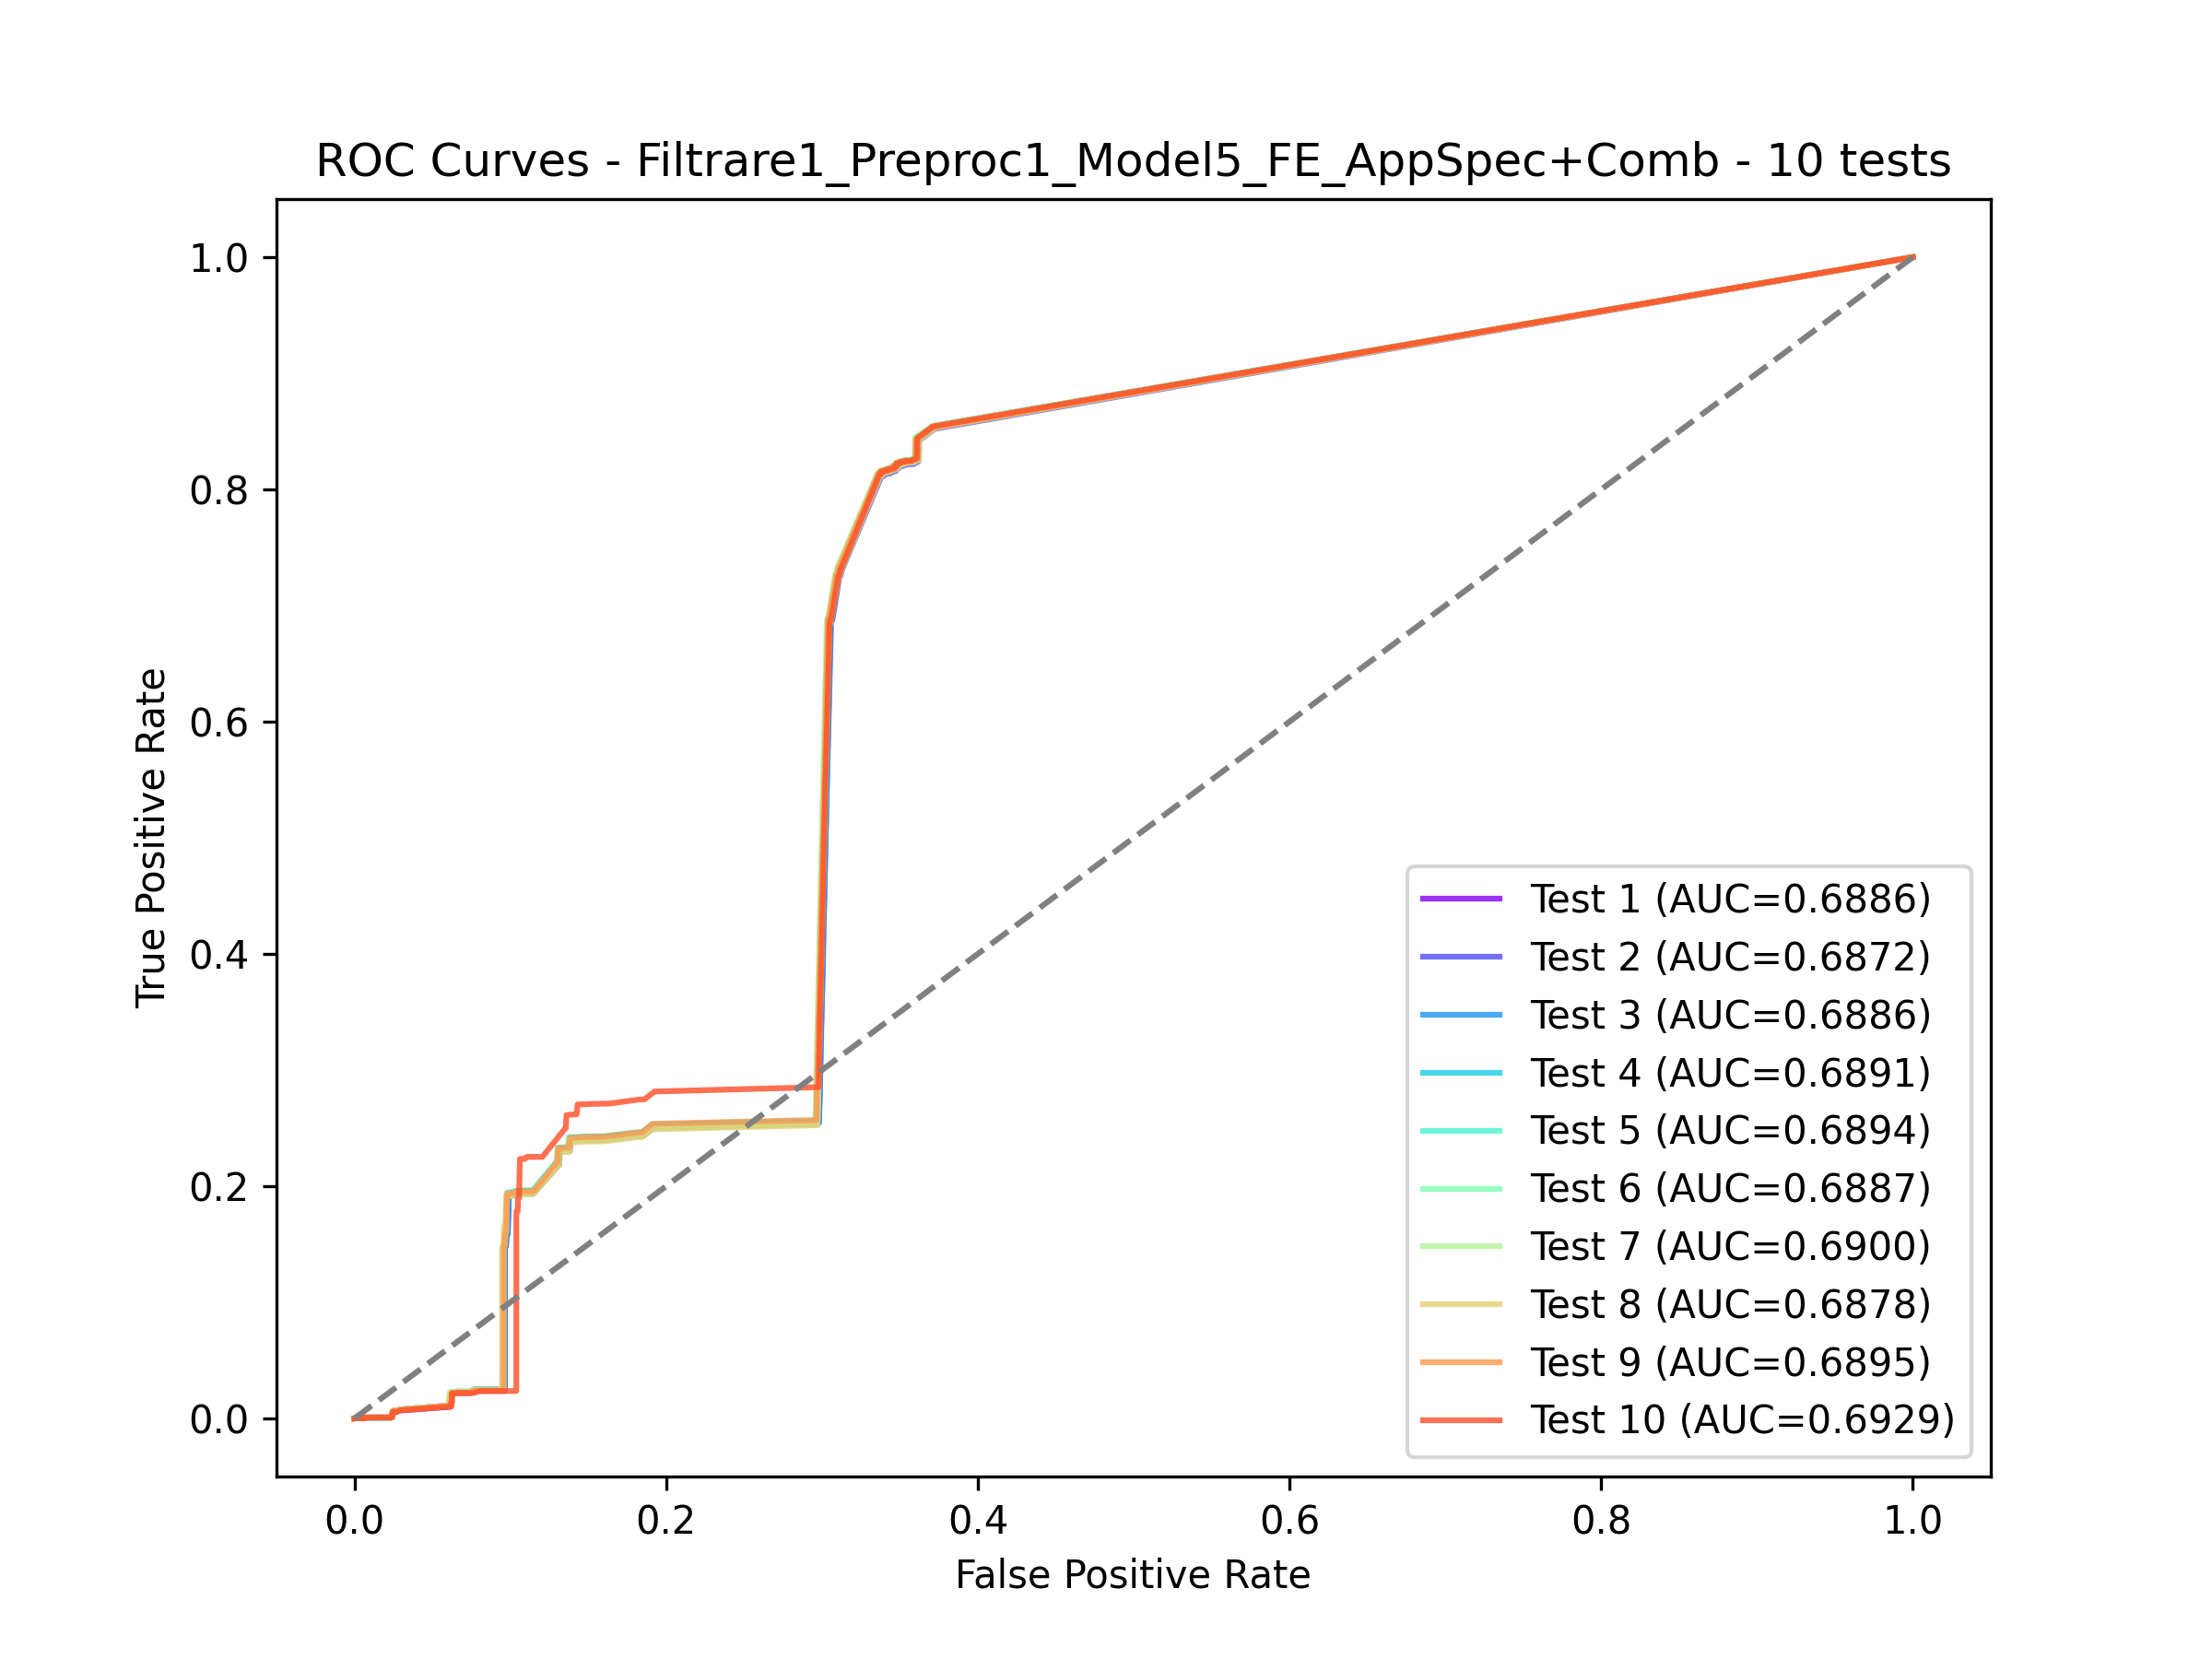 ROC Curves - Filtrare1_Preproc1_Model5_FE_AppSpec+Comb - 10 tests
True Positive Rate
1.0
0.8
0.6
0.4
0.2
0.0
Test 1 (AUC=0.6886)
Test 2 (AUC=0.6872)
Test 3 (AUC=0.6886)
Test 4 (AUC=0.6891)
Test 5 (AUC=0.6894)
Test 6 (AUC=0.6887)
Test 7 (AUC=0.6900)
Test 8 (AUC=0.6878)
Test 9 (AUC=0.6895)
Test 10 (AUC=0.6929)
0.0 0.2 0.4 0.6 0.8 1.0
False Positive Rate